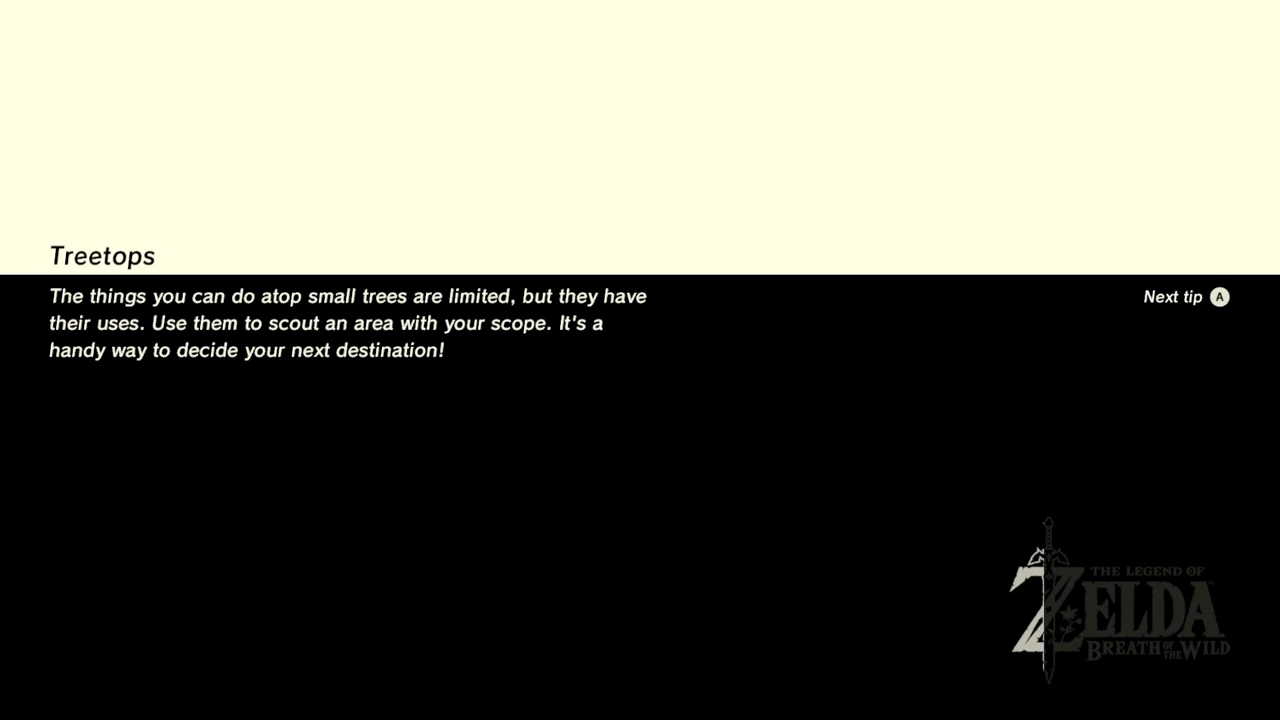 Treetops
The things you can do atop small trees are limited, but they have
their uses. Use them to scout an area with your scope. It's a
handy way to decide your next destination!
Next tip A
THE LEGEND OF
ZELDA
BREATH OF THE WILD